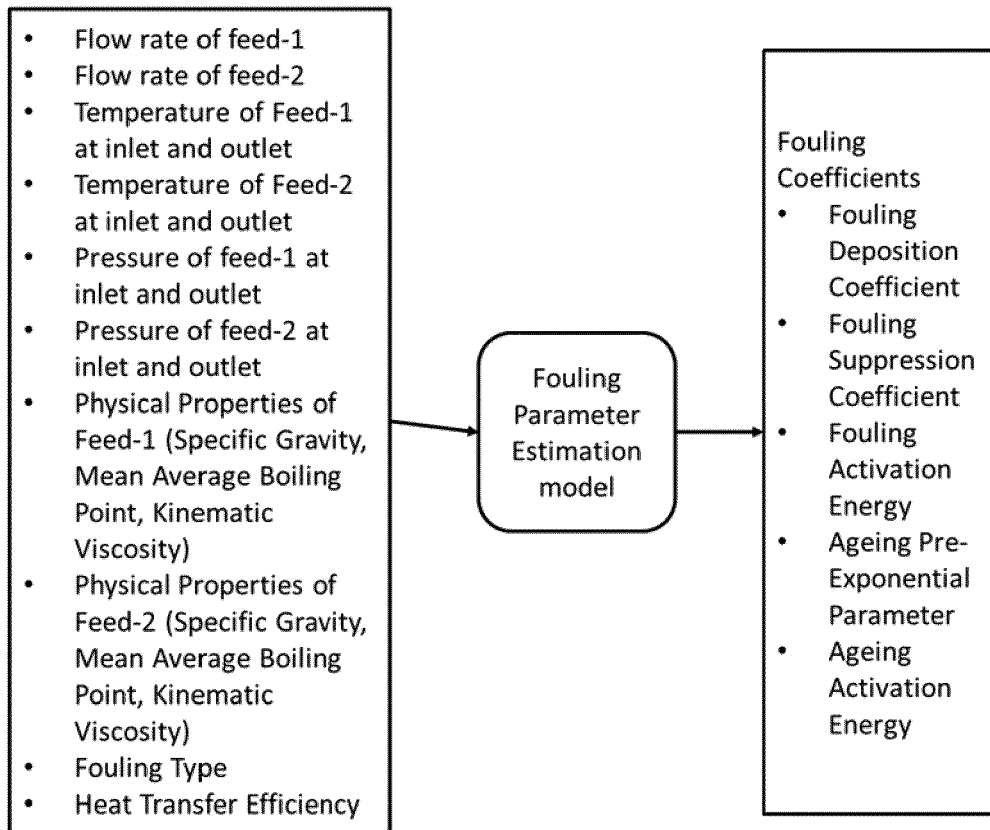 • Flow rate of feed-1
• Flow rate of feed-2
• Temperature of Feed-1
at inlet and outlet
• Temperature of Feed-2
at inlet and outlet
• Pressure of feed-1 at
inlet and outlet
• Pressure of feed-2 at
inlet and outlet
• Physical Properties of
Feed-1 (Specific Gravity,
Mean Average Boiling
Point, Kinematic
Viscosity)
• Physical Properties of
Feed-2 (Specific Gravity,
Mean Average Boiling
Point, Kinematic
Viscosity)
• Fouling Type
• Heat Transfer Efficiency
Fouling
Parameter
Estimation
model
Fouling
Coefficients
• Fouling
Deposition
Coefficient
• Fouling
Suppression
Coefficient
• Fouling
Activation
Energy
• Ageing Pre-
Exponential
Parameter
• Ageing
Activation
Energy